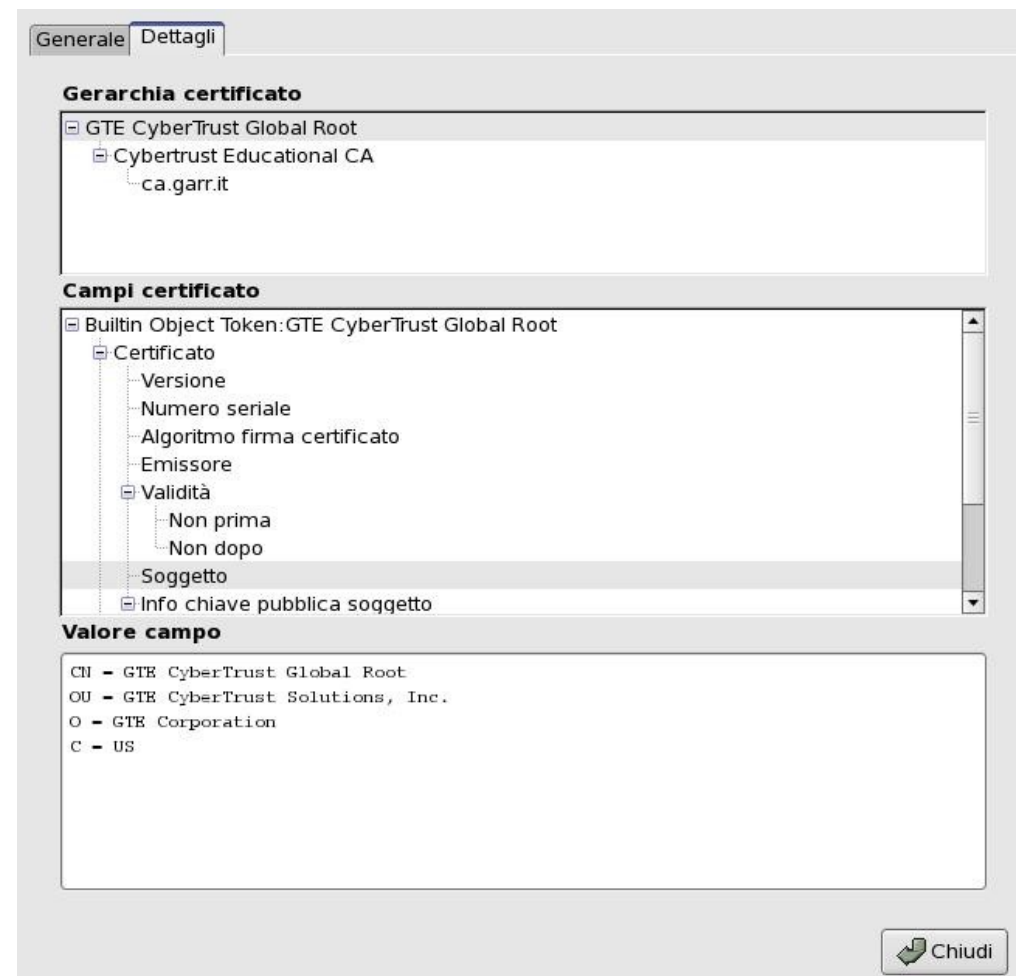 Generale Dettagli
Gerarchia certificato
GTE CyberTrust Global Root
Cybertrust Educational CA
ca.garr.it
Campi certificato
Builtin Object Token:GTE CyberTrust Global Root
Certificato
Versione
Numero seriale
Algoritmo firma certificato
Emissore
Validità
Non prima
Non dopo
Soggetto
Info chiave pubblica soggetto
Valore campo
CN = GTE CyberTrust Global Root
OU = GTE CyberTrust Solutions, Inc.
O = GTE Corporation
C = US
Chiudi